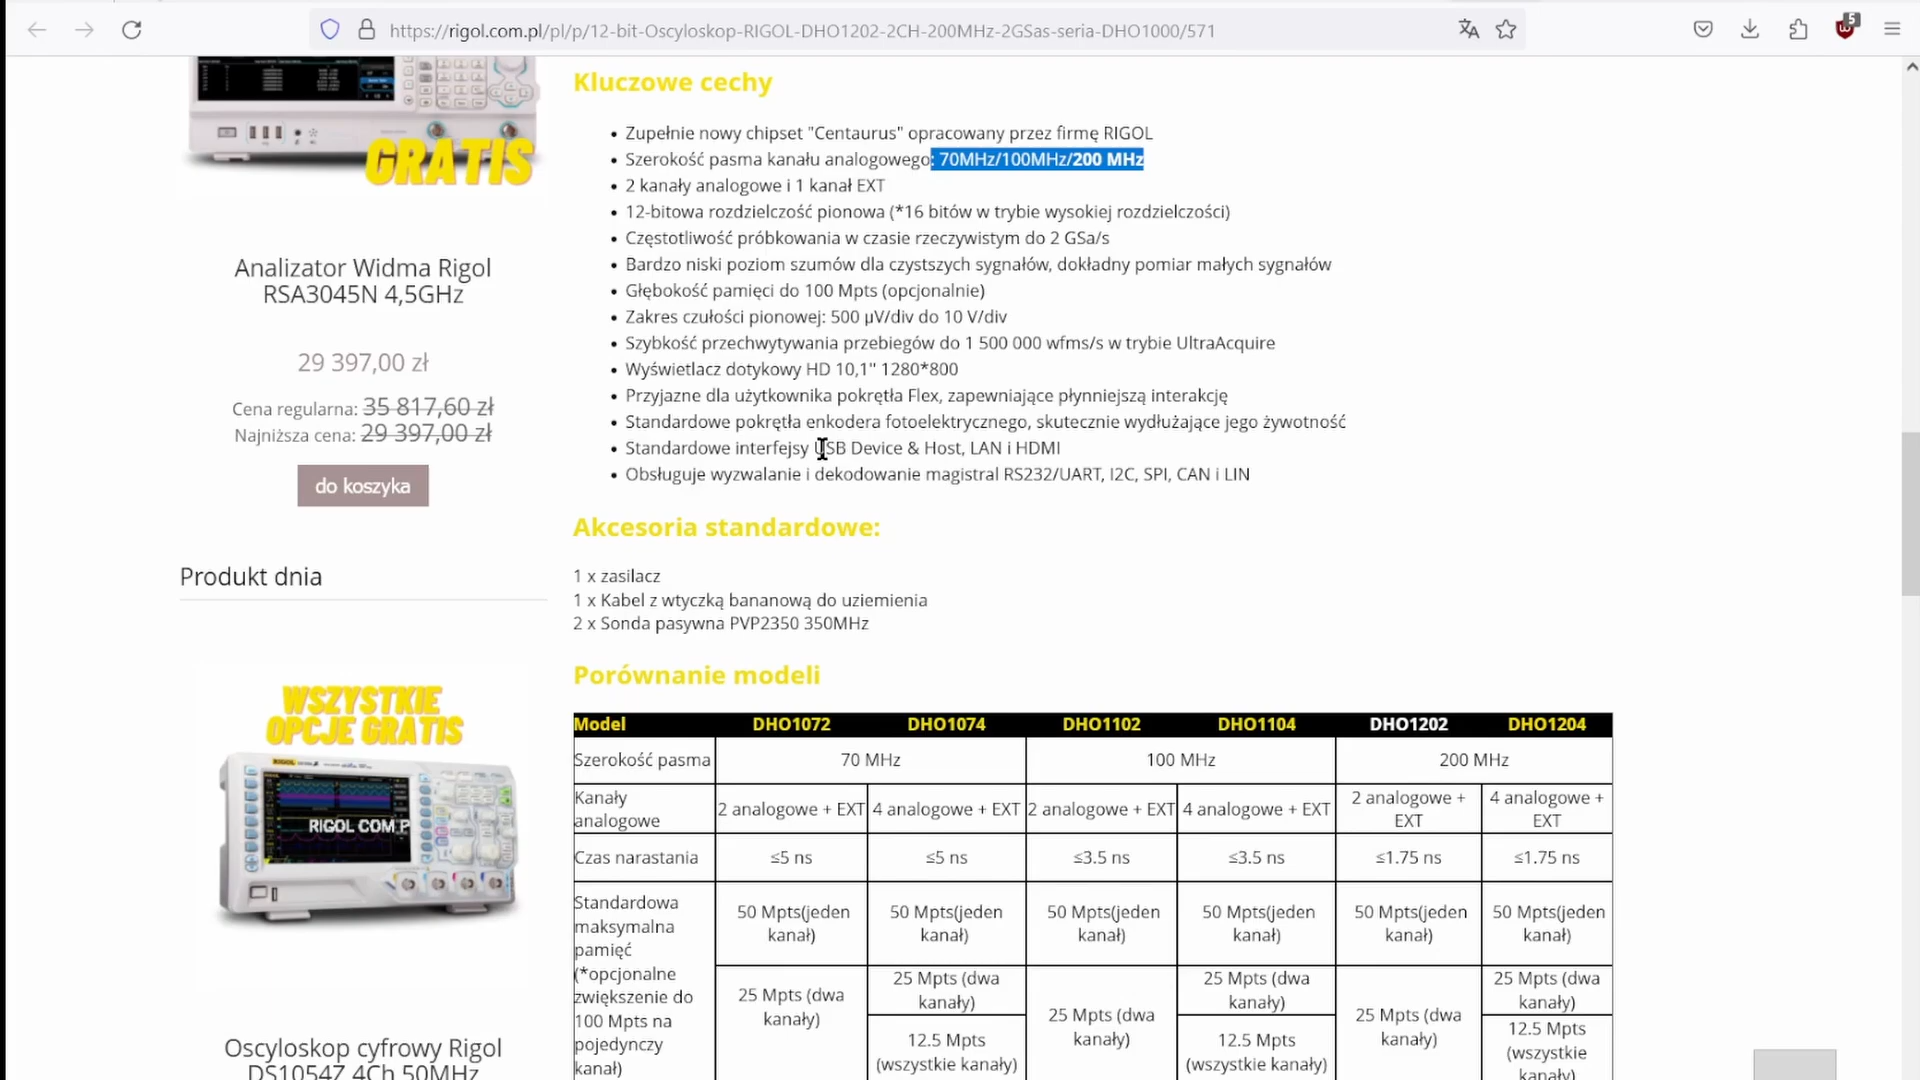 https://rigol.com.pl/pl/p/12-bit-Oscyloskop-RIGOL-DHO1202-2CH-200MHz-2GSas-seria-DHO1000/571
5
GRATIS
Analizator Widma Rigol
RSA3045N 4,5GHz
29 397,00 zł
Cena regularna: 35 817,60 zł
Najniższa cena: 29 397,00 zł
do koszyka
Produkt dnia
WSZYSTKIE
OPCJE GRATIS
RIGOL
RIGOL COM P
Oscyloskop cyfrowy Rigol
DS1054Z 4Ch 50MHz
Kluczowe cechy
• Zupełnie nowy chipset "Centaurus" opracowany przez firmę RIGOL
• Szerokość pasma kanału analogowego: 70MHz/100MHz/200 MHz
• 2 kanały analogowe i 1 kanał EXT
• 12-bitowa rozdzielczość pionowa (*16 bitów w trybie wysokiej rozdzielczości)
• Częstotliwość próbkowania w czasie rzeczywistym do 2 GSa/s
• Bardzo niski poziom szumów dla czystszych sygnałów, dokładny pomiar małych sygnałów
• Głębokość pamięci do 100 Mpts (opcjonalnie)
• Zakres czułości pionowej: 500 μV/div do 10 V/div
• Szybkość przechwytywania przebiegów do 1 500 000 wfms/s w trybie UltraAcquire
• Wyświetlacz dotykowy HD 10,1'' 1280*800
• Przyjazne dla użytkownika pokrętła Flex, zapewniające płynniejszą interakcję
• Standardowe pokrętła enkodera fotoelektrycznego, skutecznie wydłużające jego żywotność
• Standardowe interfejsy USB Device & Host, LAN i HDMI
• Obsługuje wyzwalanie i dekodowanie magistral RS232/UART, I2C, SPI, CAN i LIN
Akcesoria standardowe:
1 x zasilacz
1 x Kabel z wtyczką bananową do uziemienia
2 x Sonda pasywna PVP2350 350MHz
Porównanie modeli
Model DHO1072 DHO1074 DHO1102 DHO1104 DHO1202 DHO1204
Szerokość pasma 70 MHz 100 MHz 200 MHz
Kanały
analogowe
2 analogowe + EXT 4 analogowe + EXT 2 analogowe + EXT 4 analogowe + EXT
2 analogowe +
EXT
4 analogowe +
EXT
Czas narastania ≤5 ns ≤5 ns ≤3.5 ns ≤3.5 ns ≤1.75 ns ≤1.75 ns
Standardowa
maksymalna
pamięć
(*opcjonalne
zwiększenie do
100 Mpts na
pojedynczy
kanał)
50 Mpts(jeden
kanał)
50 Mpts(jeden
kanał)
50 Mpts(jeden
kanał)
50 Mpts(jeden
kanał)
50 Mpts(jeden
kanał)
50 Mpts(jeden
kanał)
25 Mpts (dwa
kanały)
25 Mpts (dwa
kanały)
12.5 Mpts
(wszystkie kanały)
25 Mpts (dwa
kanały)
25 Mpts (dwa
kanały)
12.5 Mpts
(wszystkie kanały)
25 Mpts (dwa
kanały)
25 Mpts (dwa
kanały)
12.5 Mpts
(wszystkie
kanały)